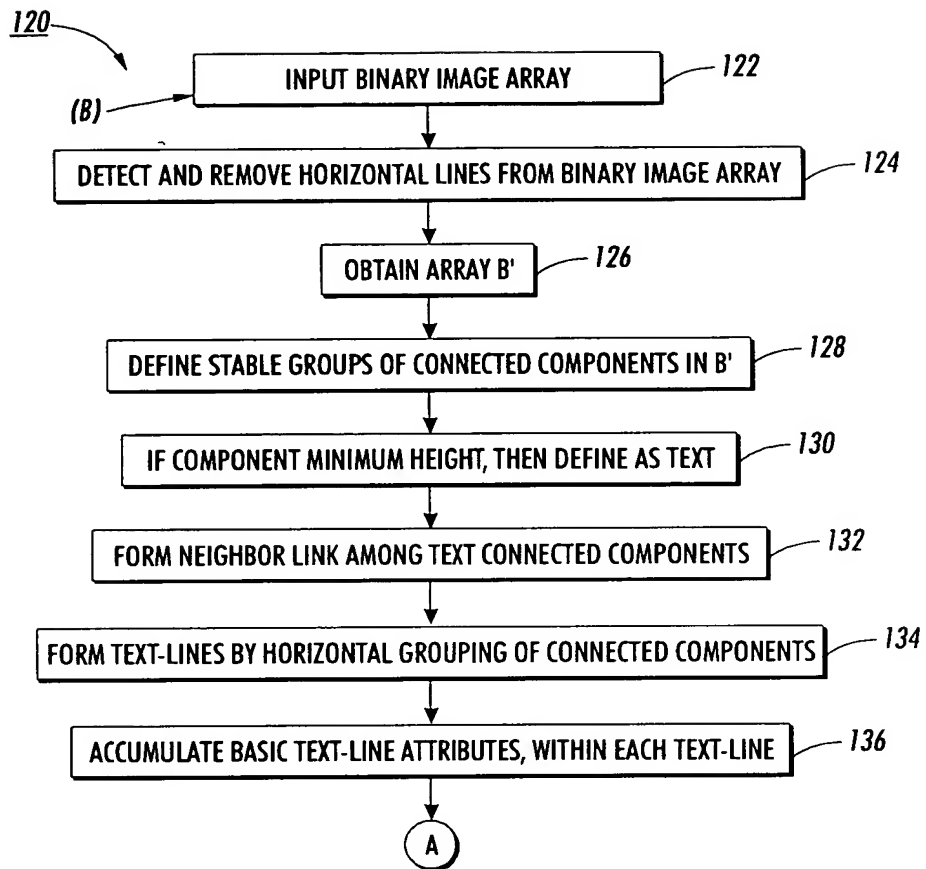 120
(B)
INPUT BINARY IMAGE ARRAY
122
DETECT AND REMOVE HORIZONTAL LINES FROM BINARY IMAGE ARRAY
124
OBTAIN ARRAY B'
126
DEFINE STABLE GROUPS OF CONNECTED COMPONENTS IN B'
128
IF COMPONENT MINIMUM HEIGHT, THEN DEFINE AS TEXT
130
FORM NEIGHBOR LINK AMONG TEXT CONNECTED COMPONENTS
132
FORM TEXT-LINES BY HORIZONTAL GROUPING OF CONNECTED COMPONENTS
134
ACCUMULATE BASIC TEXT-LINE ATTRIBUTES, WITHIN EACH TEXT-LINE
136
A